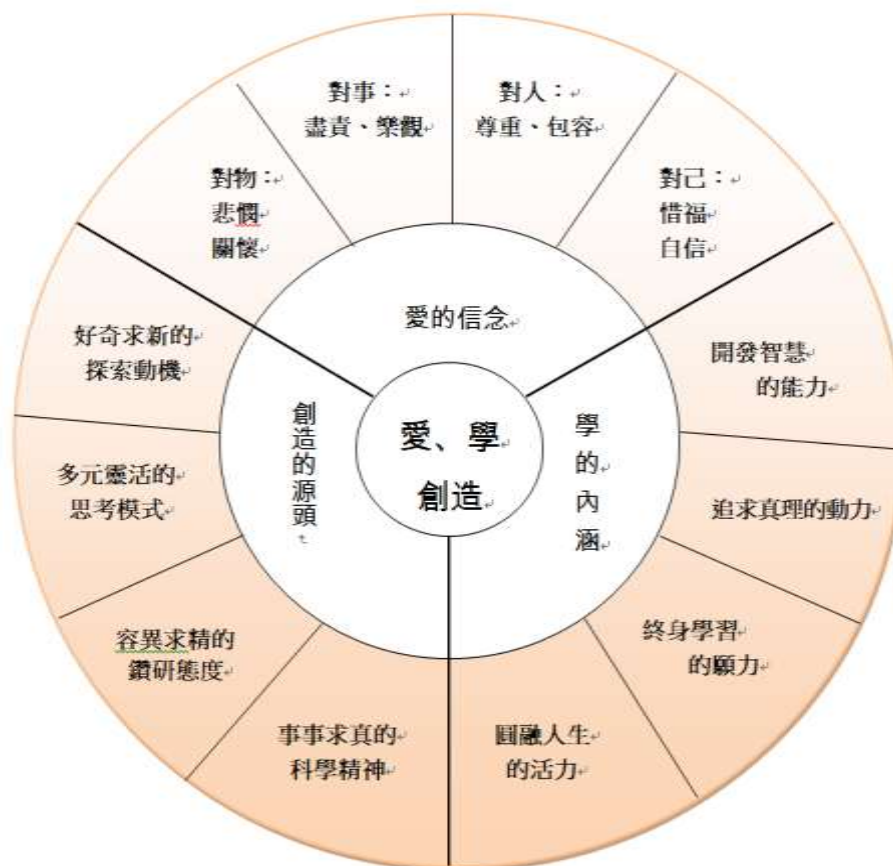 對事：
盡責、樂觀
對人：
尊重、包容
對物：
悲憫
關懷
對己：
惜福
自信
愛的信念
好奇求新的
探索動機
開發智慧
的能力
創造的源頭
愛、學
創造
學的內涵
多元靈活的
思考模式
追求真理的動力
容異求精的
鑽研態度
終身學習
的願力
事事求真的
科學精神
圓融人生
的活力